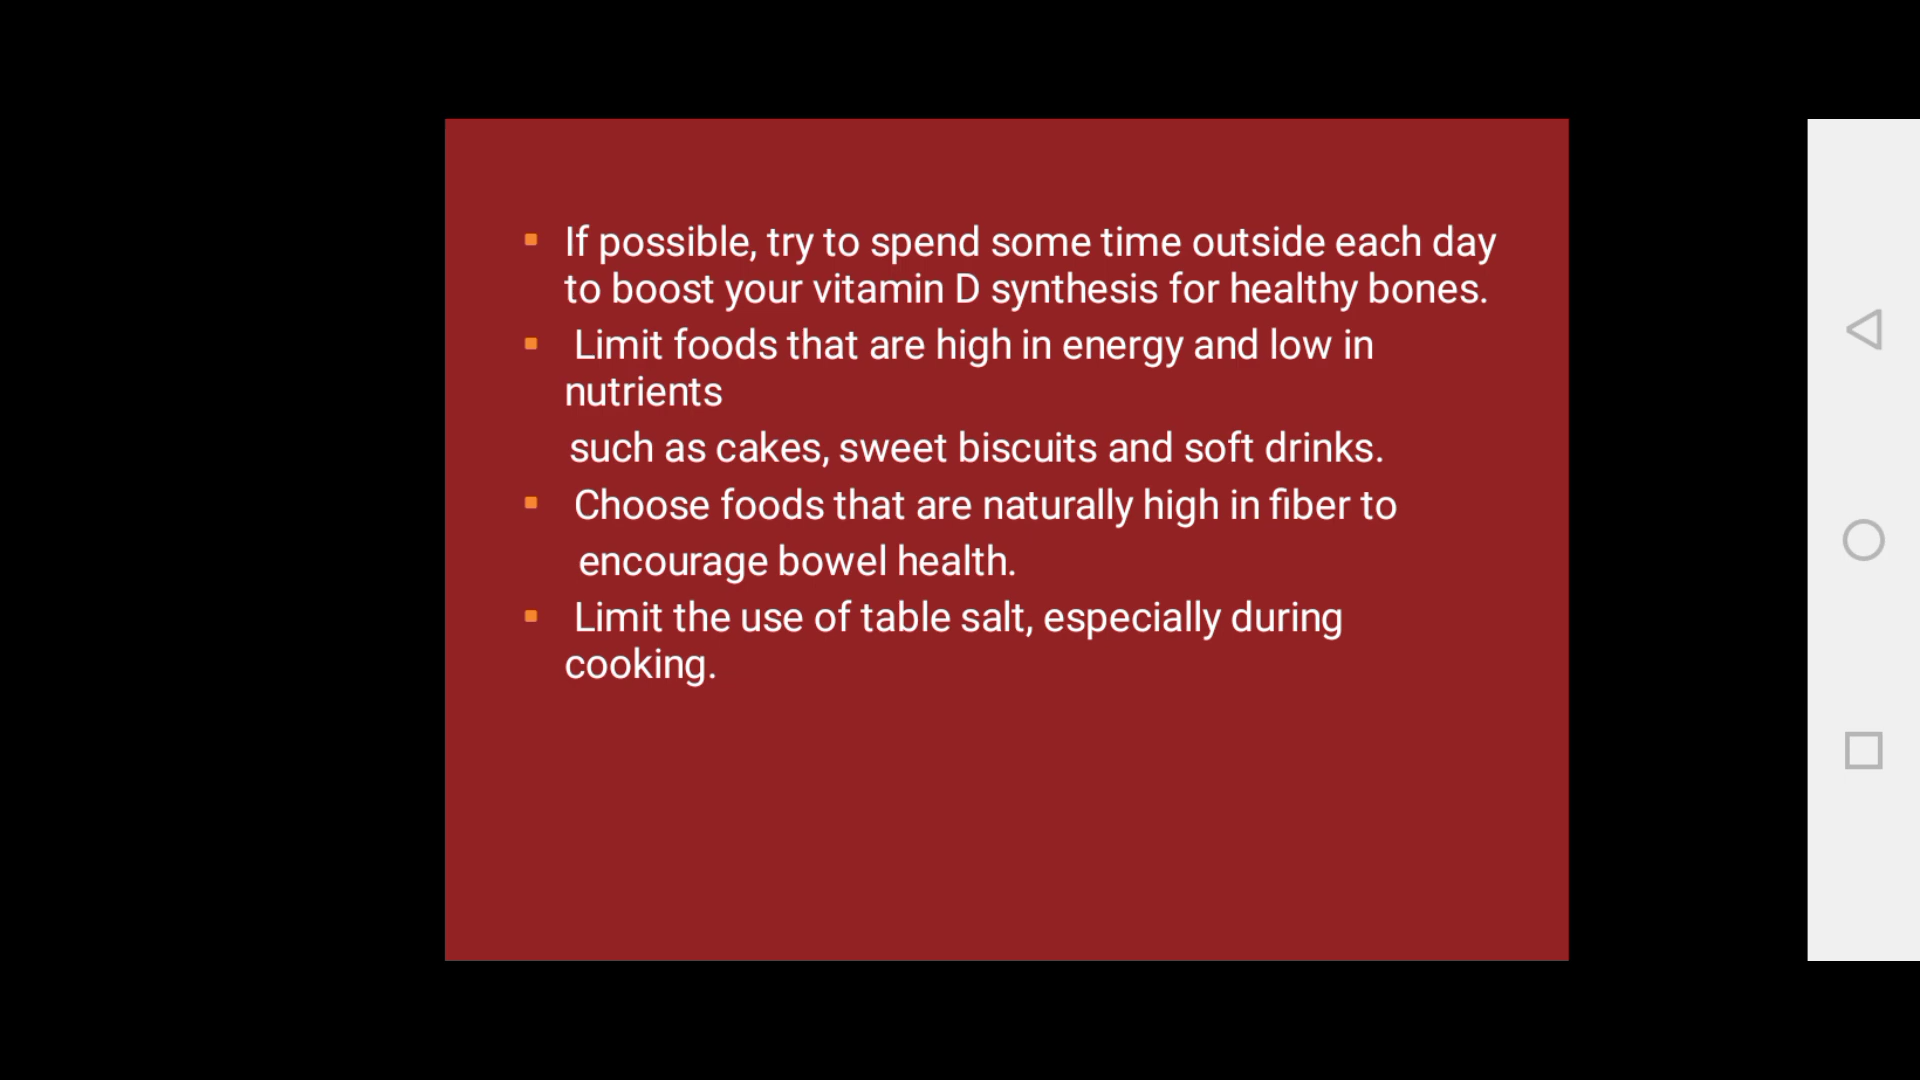 If possible, try to spend some time outside each day
to boost your vitamin D synthesis for healthy bones.
Limit foods that are high in energy and low in
nutrients
such as cakes, sweet biscuits and soft drinks.
Choose foods that are naturally high in fiber to
encourage bowel health.
Limit the use of table salt, especially during
cooking.